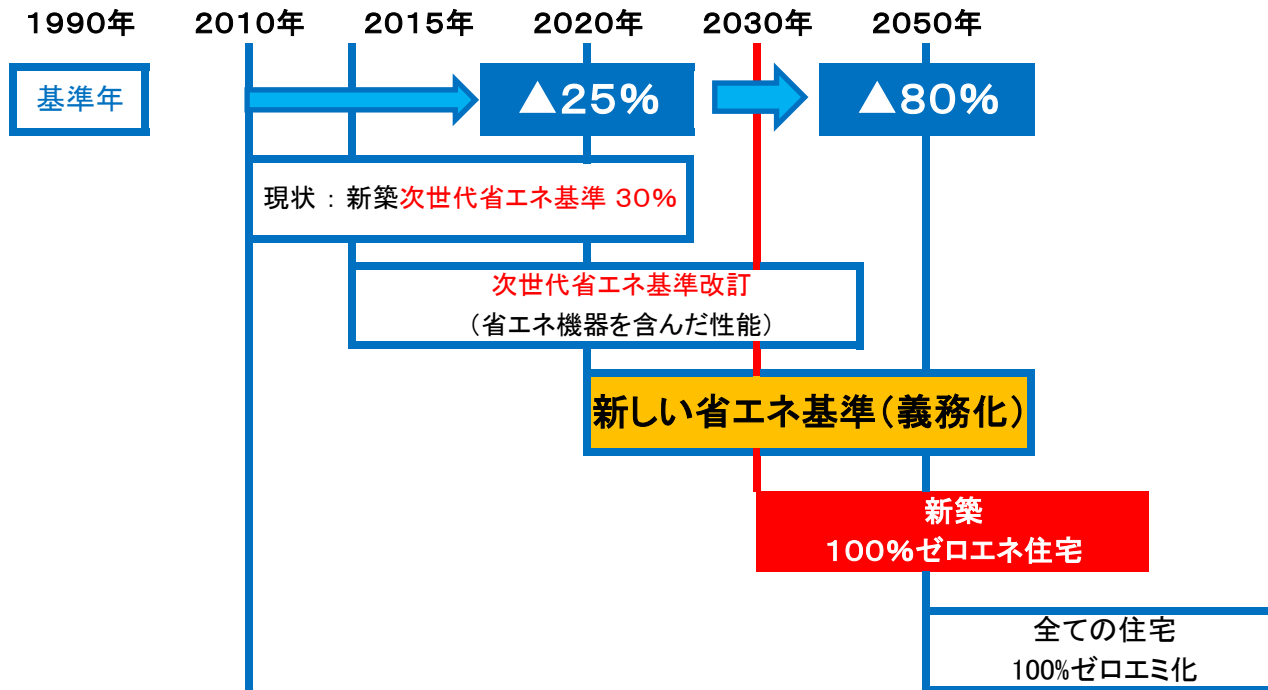 1990年 2010年 2015年 2020年 2030年 2050年
基準年
▲25%
▲80%
現状：新築次世代省エネ基準 30%
次世代省エネ基準改訂
（省エネ機器を含んだ性能）
新しい省エネ基準（義務化）
新築
100%ゼロエネ住宅
全ての住宅
100%ゼロエミ化